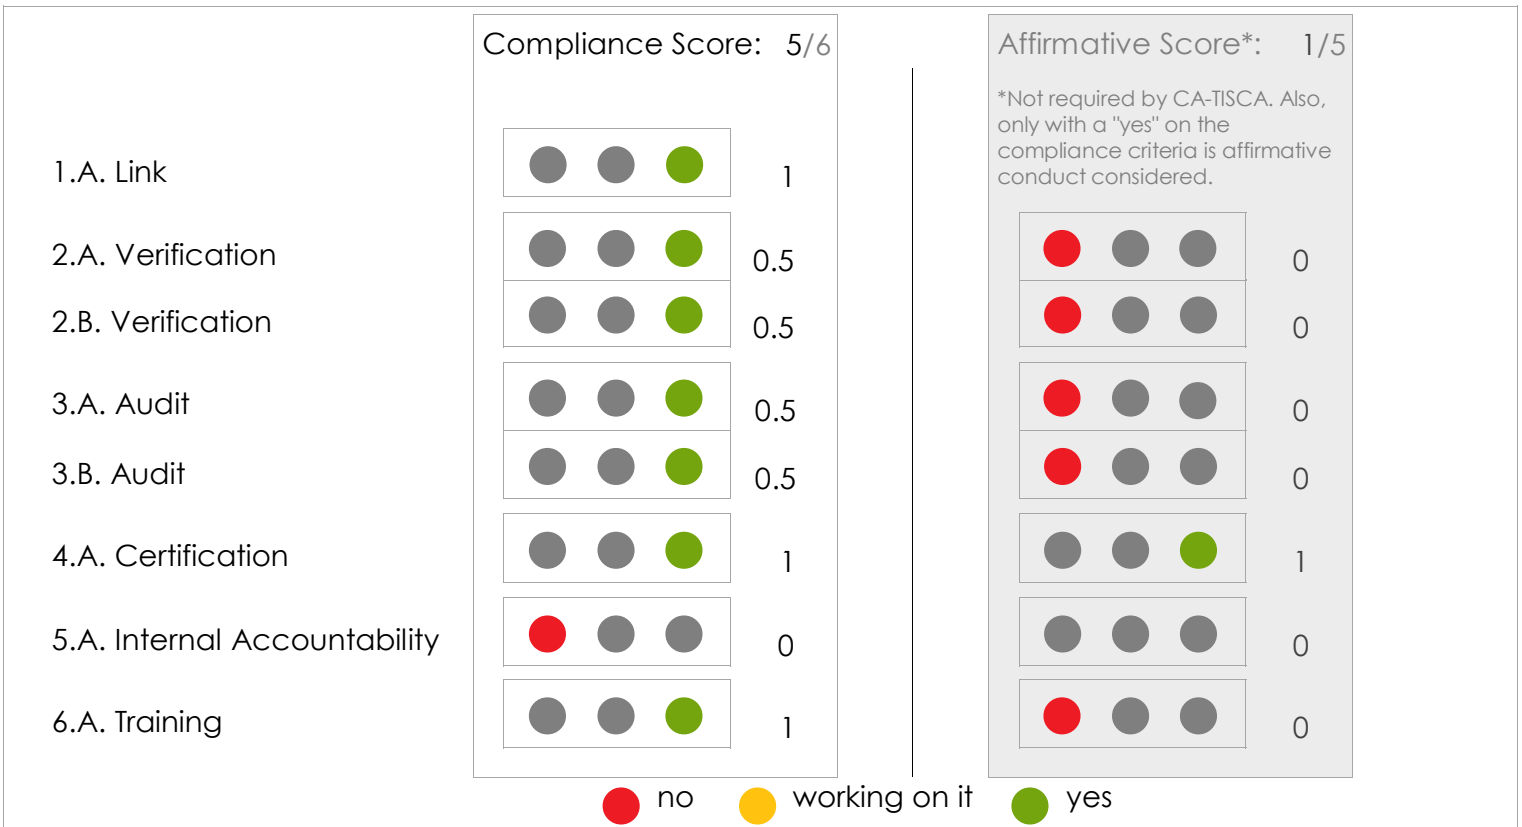 Compliance Score: 5/6
Affirmative Score*: 1/5
*Not required by CA-TISCA. Also,
only with a "yes" on the
compliance criteria is affirmative
conduct considered.
1.A. Link 1
2.A. Verification 0.5 0
2.B. Verification 0.5 0
3.A. Audit 0.5 0
3.B. Audit 0.5 0
4.A. Certification 1 1
5.A. Internal Accountability 0 0
6.A. Training 1 0
no working on it yes